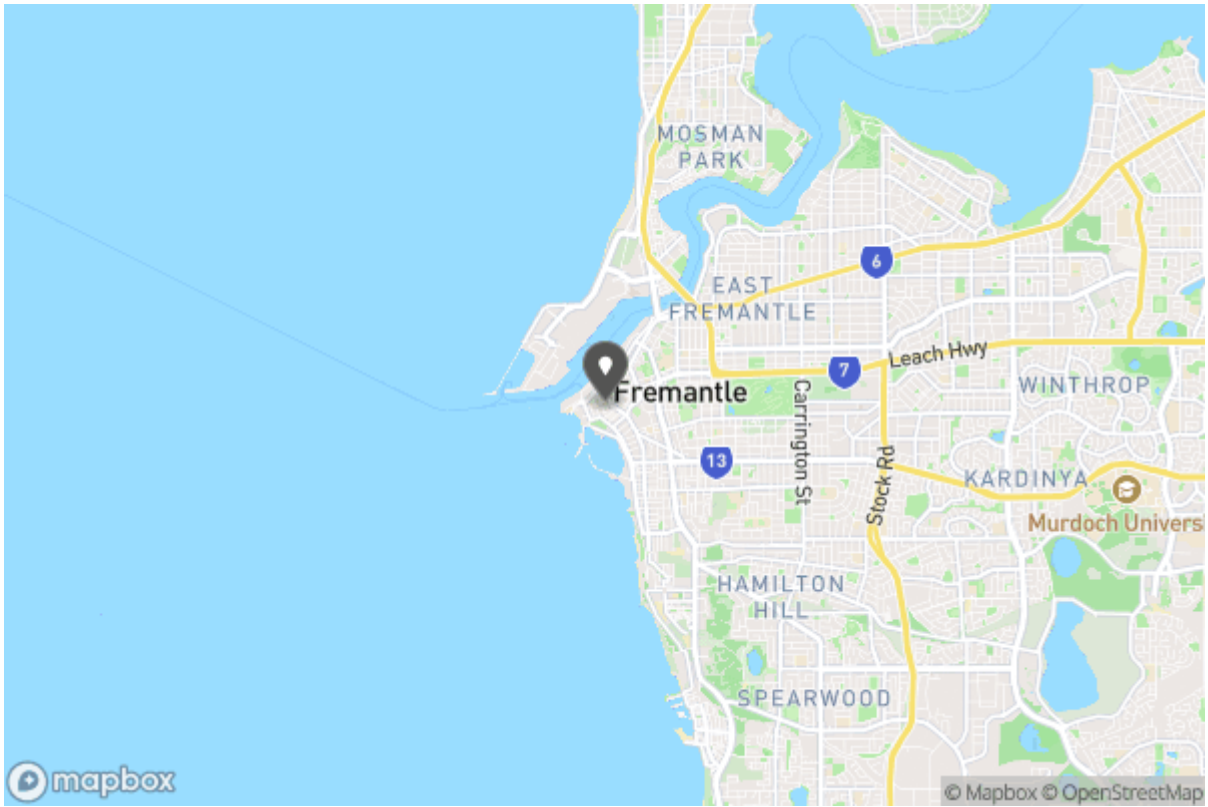 MOSMAN
PARK
6
EAST
FREMANTLE
Leach Hwy
7
WINTHROP
Fremantle
Carrington St
13
Stock Rd
KARDINYA
Murdoch Universi
HAMILTON
HILL
SPEARWOOD
mapbox
© Mapbox © OpenStreetMap